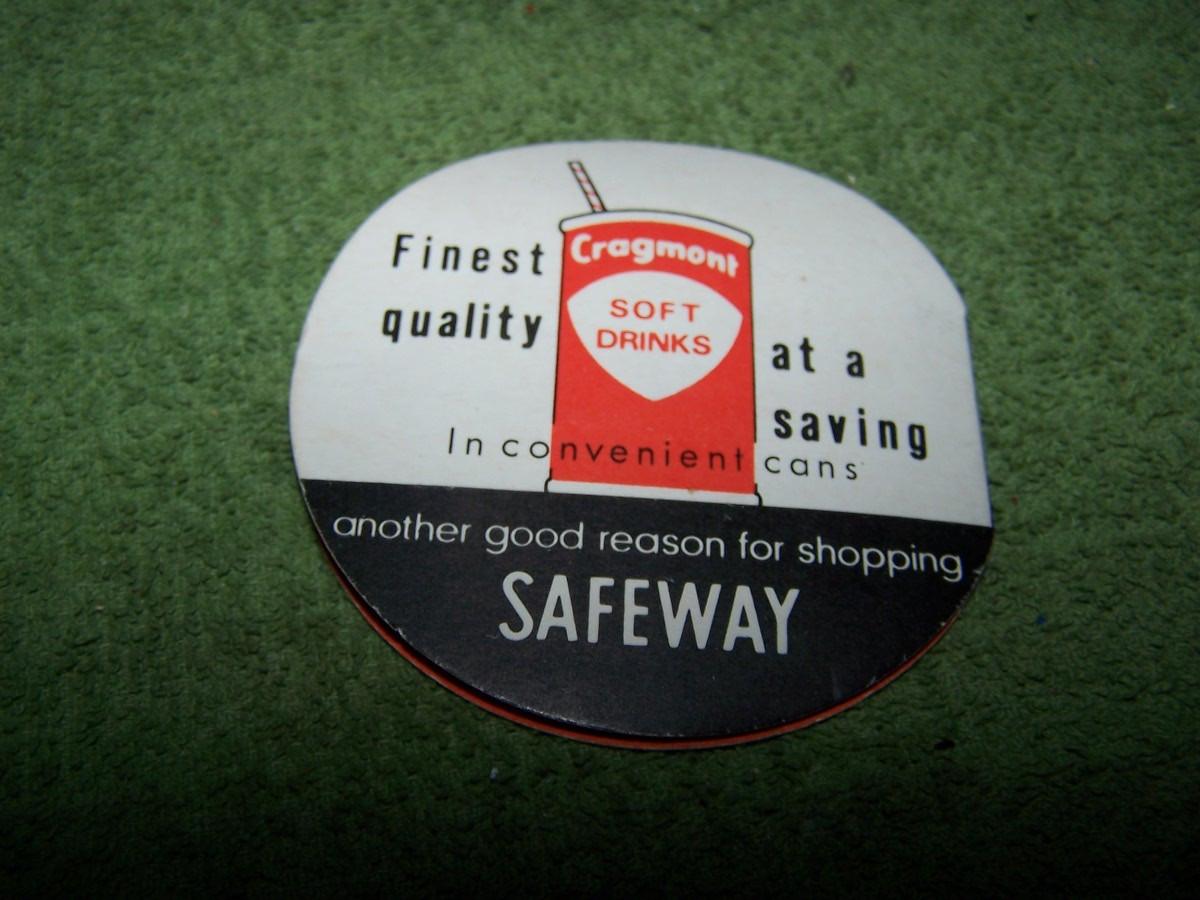 Cragmont
SOFT
DRINKS
Finest
quality
at a
saving
In convenient cans
another good reason for shopping
SAFEWAY